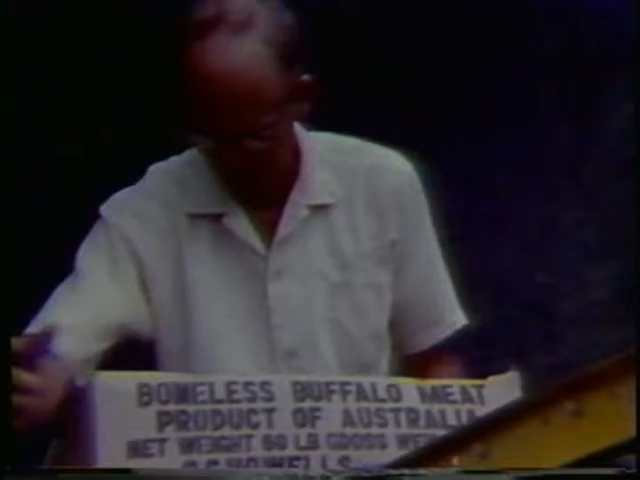 BONELESS BUFFALO MEAT
PRODUCT OF AUSTRALIA
NET WEIGHT 60 LB GROSS